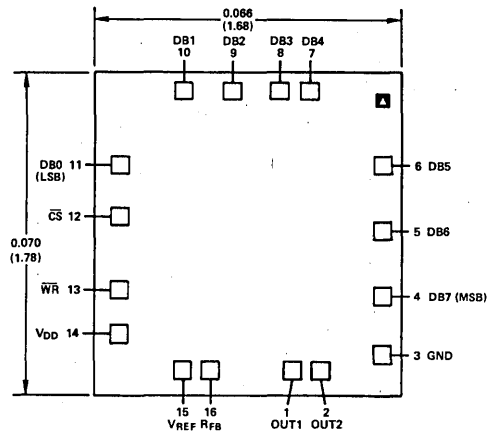 0.066
(1.68)
DB1
10
DB2
9
DB3
8
DB4
7
DB0 11
(LSB)
6 DB5
C̅S̅ 12
5 DB6
0.070
(1.78)
W̅R̅ 13
4 DB7 (MSB)
VDD 14
3 GND
15
VREF
16
RFB
1
OUT1
2
OUT2